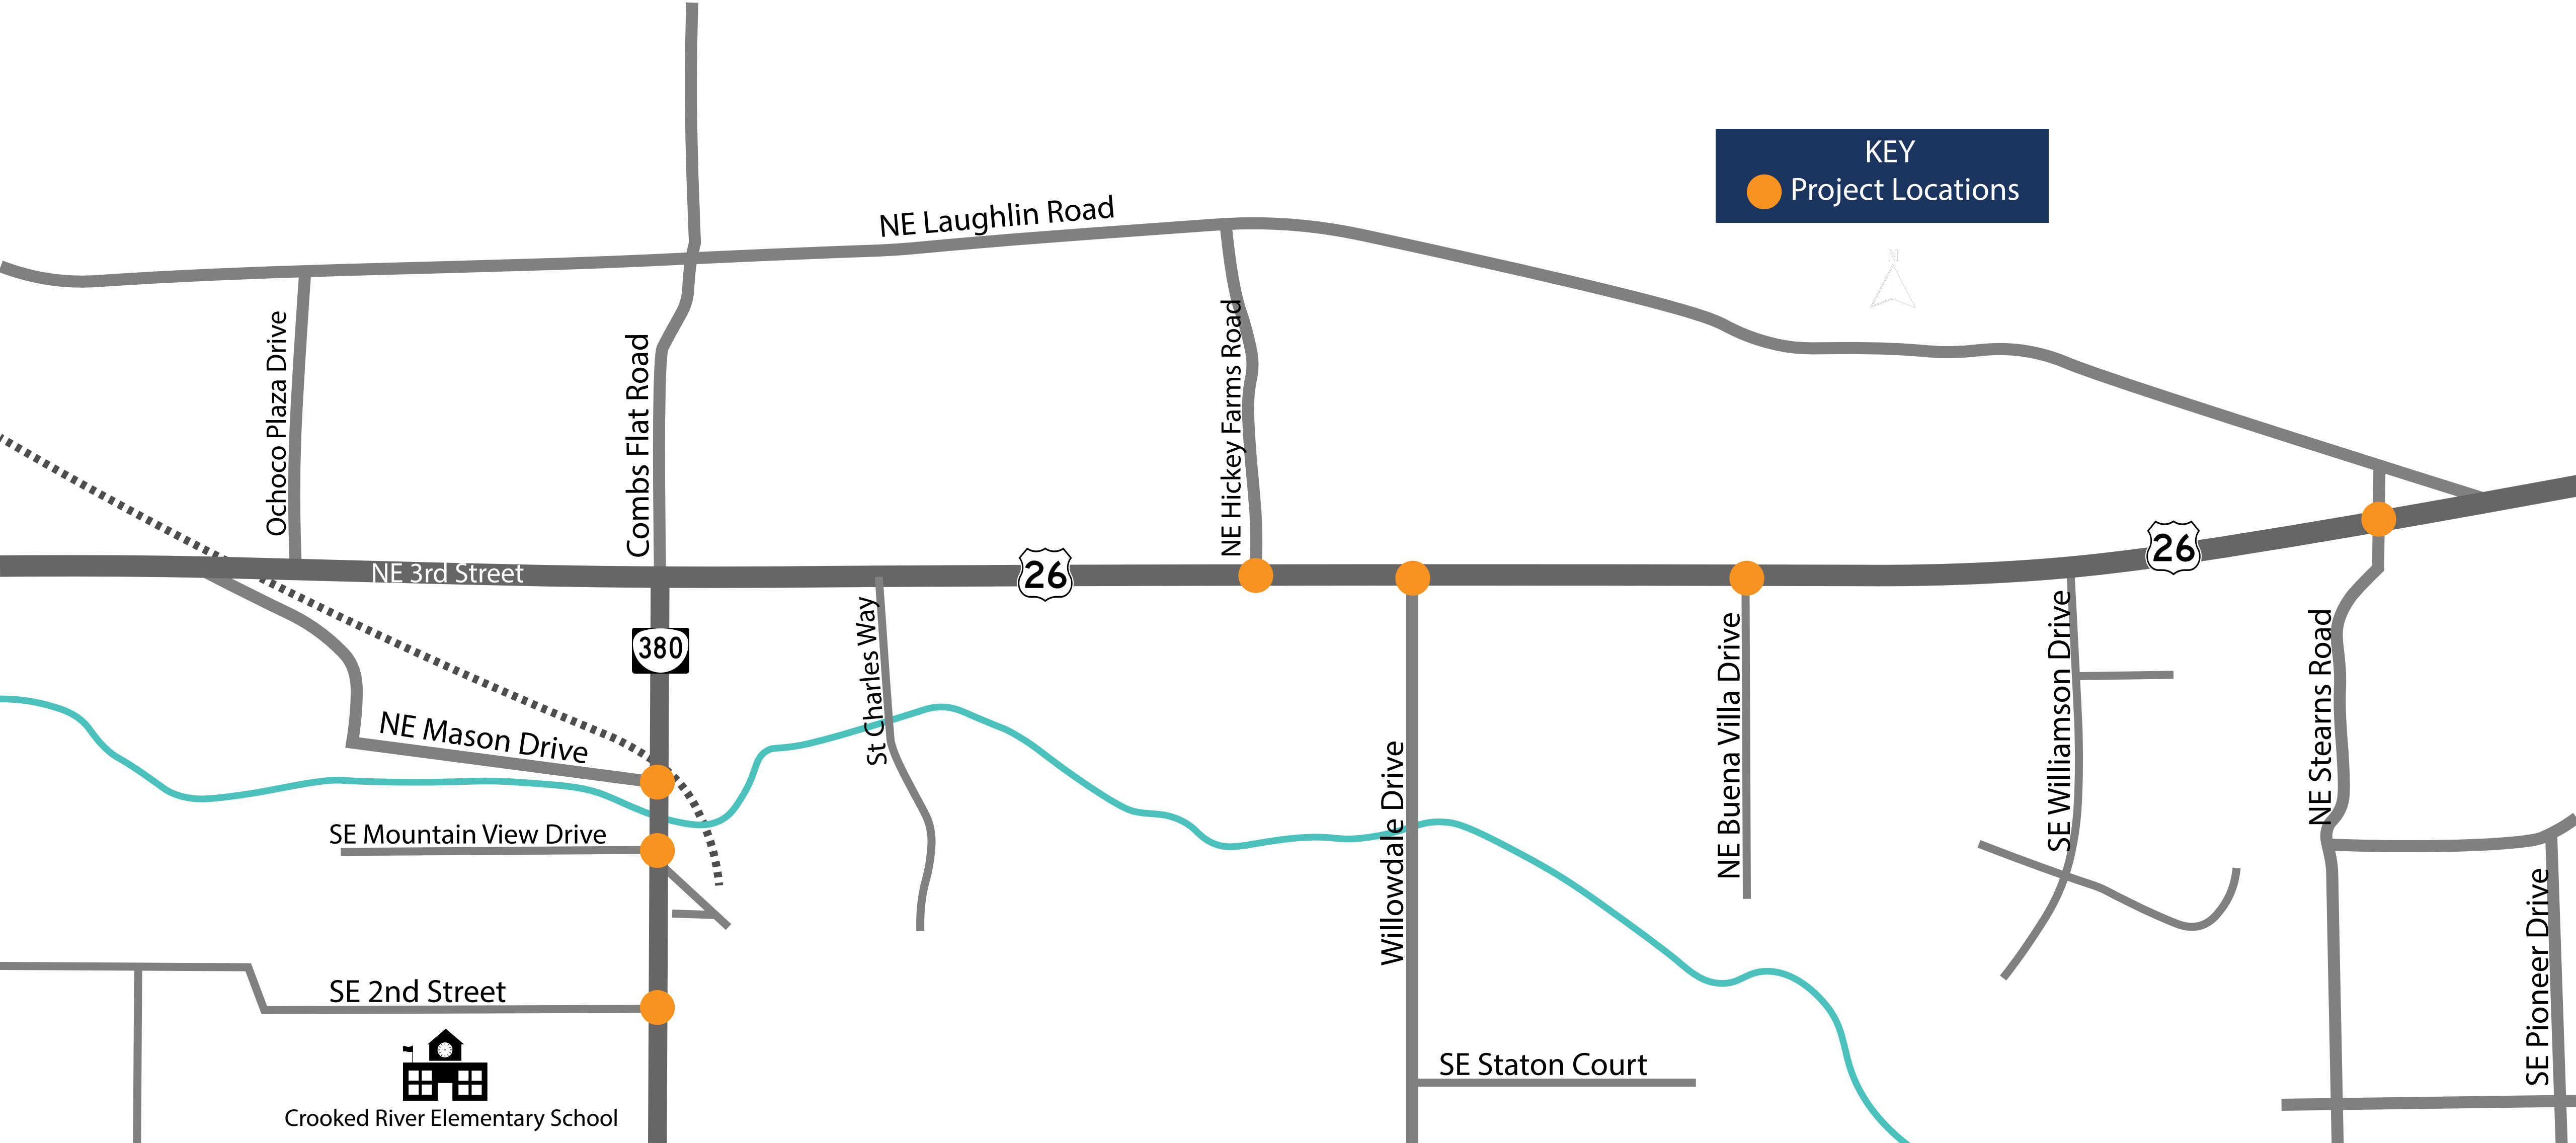 KEY
Project Locations
N
NE Laughlin Road
Ochoco Plaza Drive
Combs Flat Road
NE Hickey Farms Road
NE 3rd Street
26
26
380
St Charles Way
NE Mason Drive
SE Mountain View Drive
Willowdale Drive
NE Buena Villa Drive
SE Williamson Drive
NE Stearns Road
SE Pioneer Drive
SE 2nd Street
SE Staton Court
Crooked River Elementary School